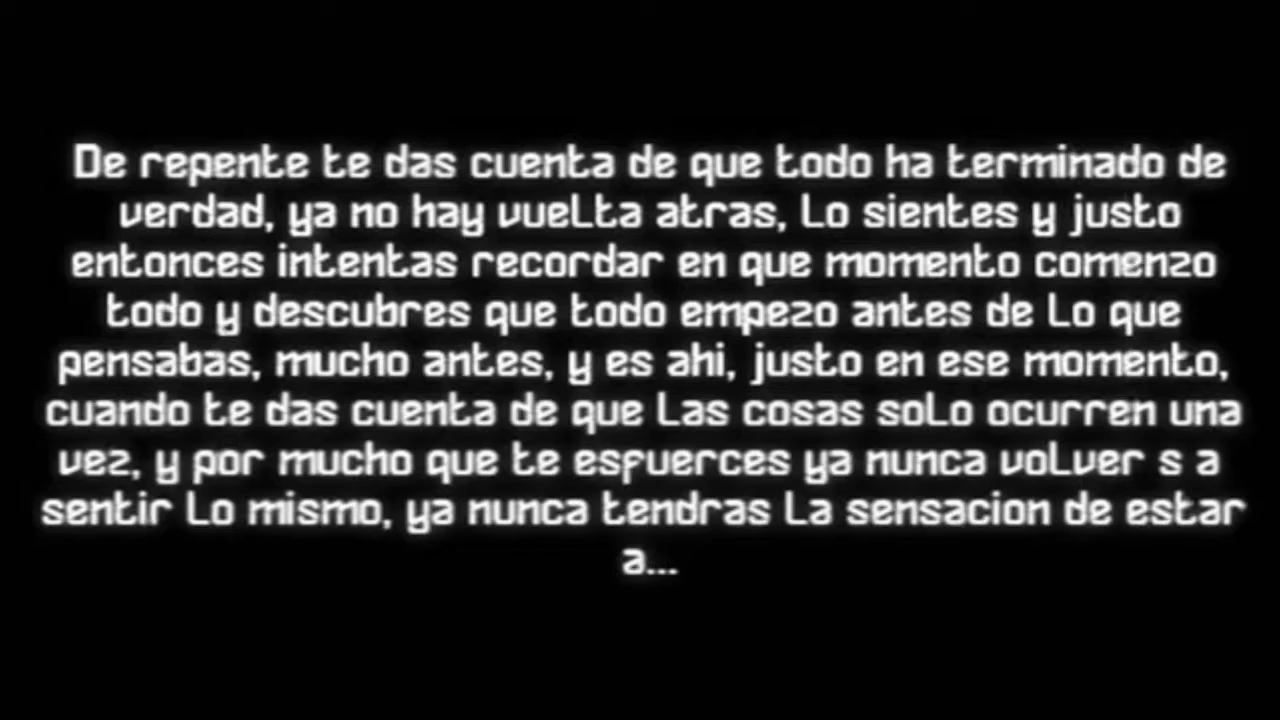 De repente te das cuenta de que todo ha terminado de
verdad, ya no hay vuelta atras, lo sientes y justo
entonces intentas recordar en que momento comenzo
todo y descubres que todo empezo antes de lo que
pensabas, mucho antes, y es ahi, justo en ese momento,
cuando te das cuenta de que las cosas solo ocurren una
vez, y por mucho que te esfuerces ya nunca volver s a
sentir lo mismo, ya nunca tendras la sensacion de estar
a...